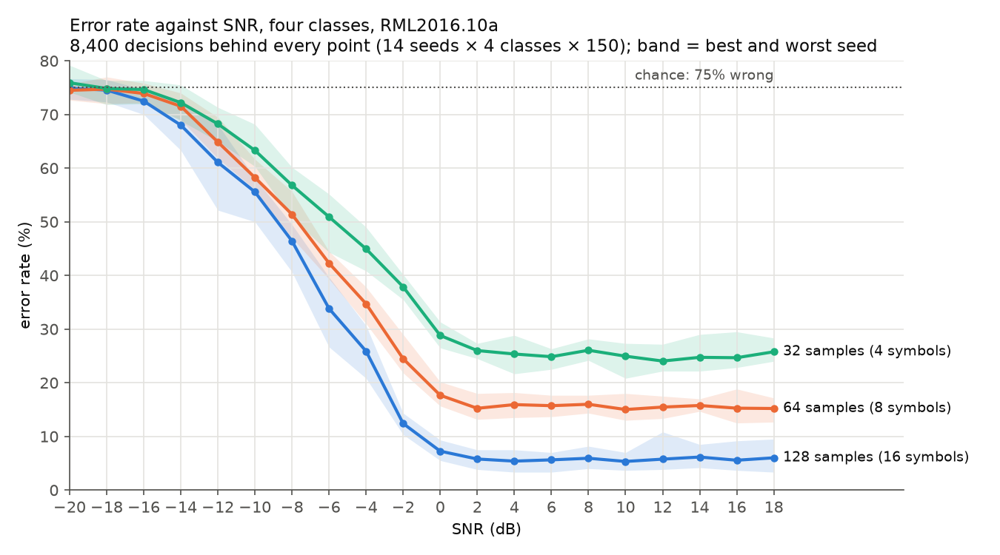 Error rate against SNR, four classes, RML2016.10a
8,400 decisions behind every point (14 seeds × 4 classes × 150); band = best and worst seed
chance: 75% wrong
80
70
60
50
40
30
20
10
0
error rate (%)
32 samples (4 symbols)
64 samples (8 symbols)
128 samples (16 symbols)
−20 −18 −16 −14 −12 −10 −8 −6 −4 −2 0 2 4 6 8 10 12 14 16 18
SNR (dB)